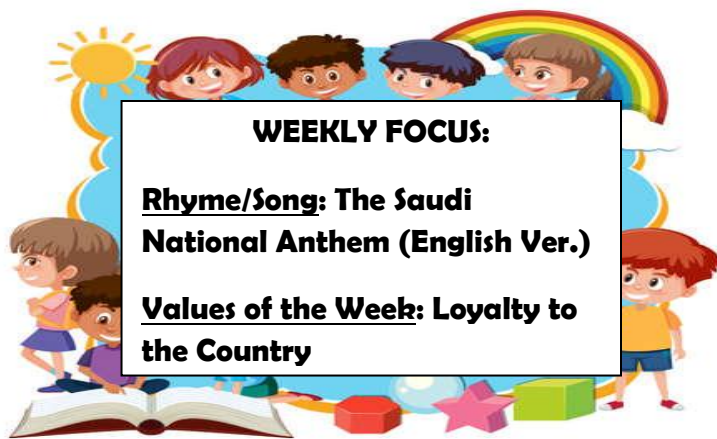 WEEKLY FOCUS:
Rhyme/Song: The Saudi
National Anthem (English Ver.)
Values of the Week: Loyalty to
the Country